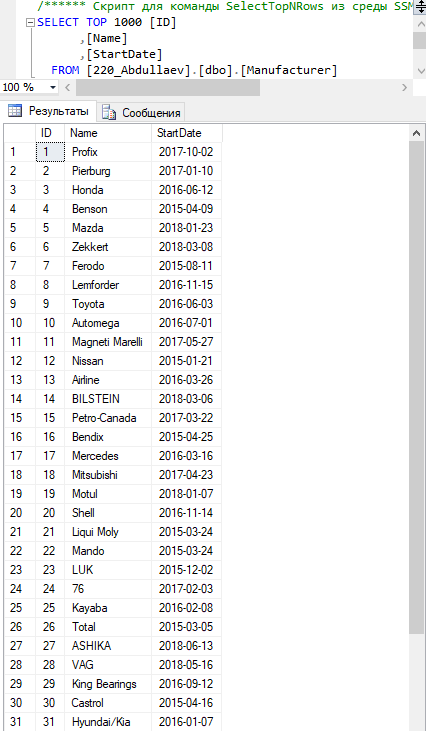 /****** Скрипт для команды SelectTopNRows из среды SSM
SELECT TOP 1000 [ID]
,[Name]
,[StartDate]
FROM [220_Abdullaev].[dbo].[Manufacturer]
100 %
Результаты Сообщения
ID Name StartDate
1 1 Profix 2017-10-02
2 2 Pierburg 2017-01-10
3 3 Honda 2016-06-12
4 4 Benson 2015-04-09
5 5 Mazda 2018-01-23
6 6 Zekkert 2018-03-08
7 7 Ferodo 2015-08-11
8 8 Lemforder 2016-11-15
9 9 Toyota 2016-06-03
10 10 Automega 2016-07-01
11 11 Magneti Marelli 2017-05-27
12 12 Nissan 2015-01-21
13 13 Airline 2016-03-26
14 14 BILSTEIN 2018-03-06
15 15 Petro-Canada 2017-03-22
16 16 Bendix 2015-04-25
17 17 Mercedes 2016-03-16
18 18 Mitsubishi 2017-04-23
19 19 Motul 2018-01-07
20 20 Shell 2016-11-14
21 21 Liqui Moly 2015-03-24
22 22 Mando 2015-03-24
23 23 LUK 2015-12-02
24 24 76 2017-02-03
25 25 Kayaba 2016-02-08
26 26 Total 2015-03-05
27 27 ASHIKA 2018-06-13
28 28 VAG 2018-05-16
29 29 King Bearings 2016-09-12
30 30 Castrol 2015-04-16
31 31 Hyundai/Kia 2016-01-07